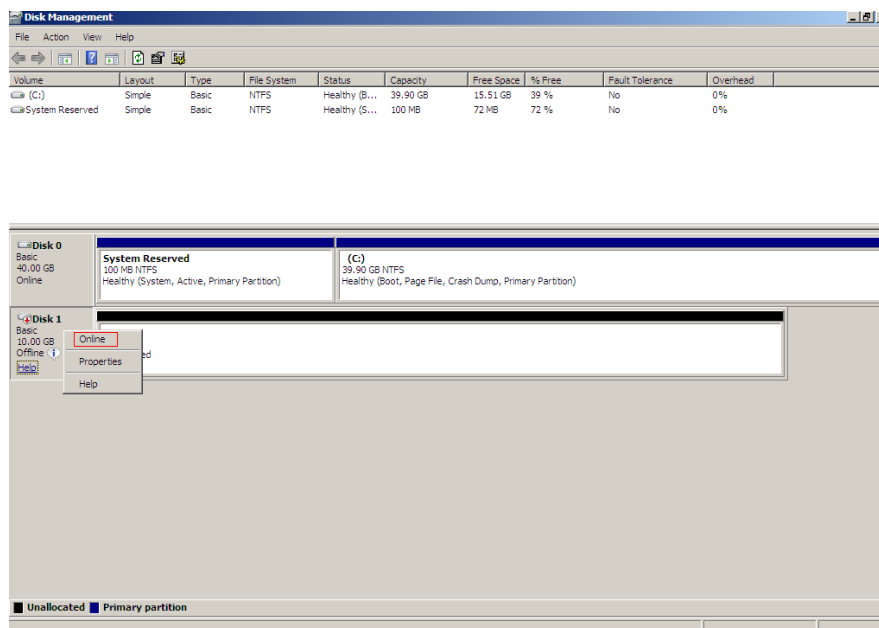 Disk Management
File Action View Help
Volume Layout Type File System Status Capacity Free Space % Free Fault Tolerance Overhead
(C:) Simple Basic NTFS Healthy (B... 39.90 GB 15.51 GB 39 % No 0%
System Reserved Simple Basic NTFS Healthy (S... 100 MB 72 MB 72 % No 0%
Disk 0
Basic
40.00 GB
Online
System Reserved
100 MB NTFS
Healthy (System, Active, Primary Partition)
(C:)
39.90 GB NTFS
Healthy (Boot, Page File, Crash Dump, Primary Partition)
Disk 1
Basic
10.00 GB
Offline
Help
Online
Properties
Help
Unallocated Primary partition